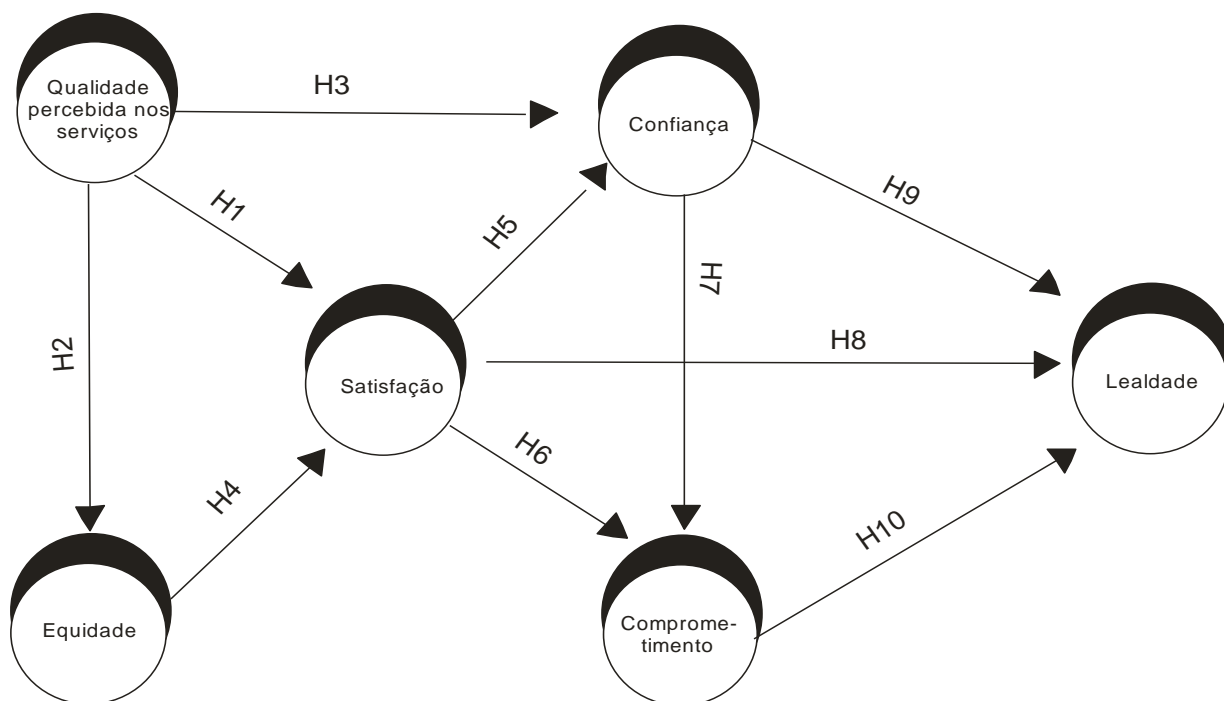 Qualidade
percebida nos
serviços
H3
Confiança
H1
H9
H5
H7
H2
H8
Satisfação
Lealdade
H6
H4
H10
Equidade
Comprome-
timento